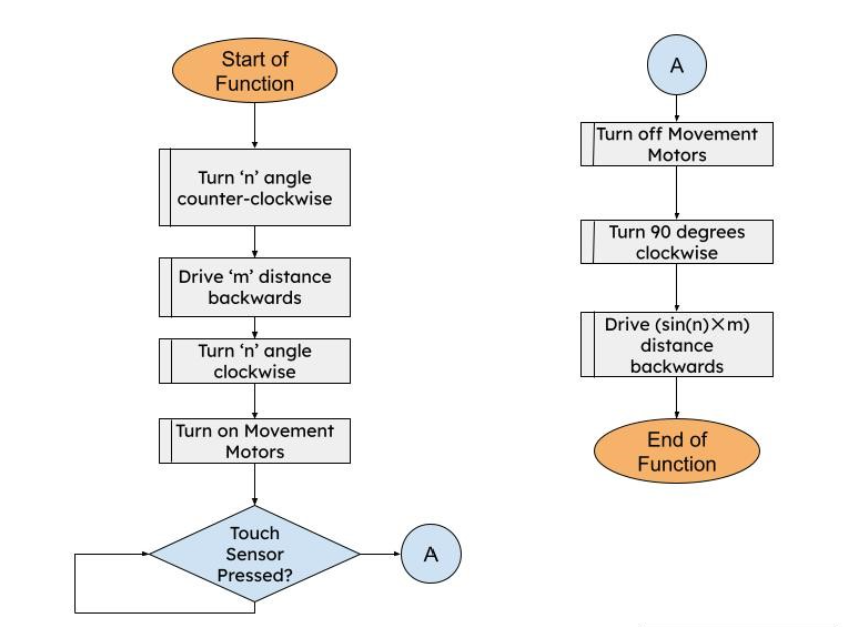 Start of
Function
Turn ‘n’ angle
counter-clockwise
Drive ‘m’ distance
backwards
Turn ‘n’ angle
clockwise
Turn on Movement
Motors
Touch
Sensor
Pressed?
A
A
Turn off Movement
Motors
Turn 90 degrees
clockwise
Drive (sin(n)×m)
distance
backwards
End of
Function